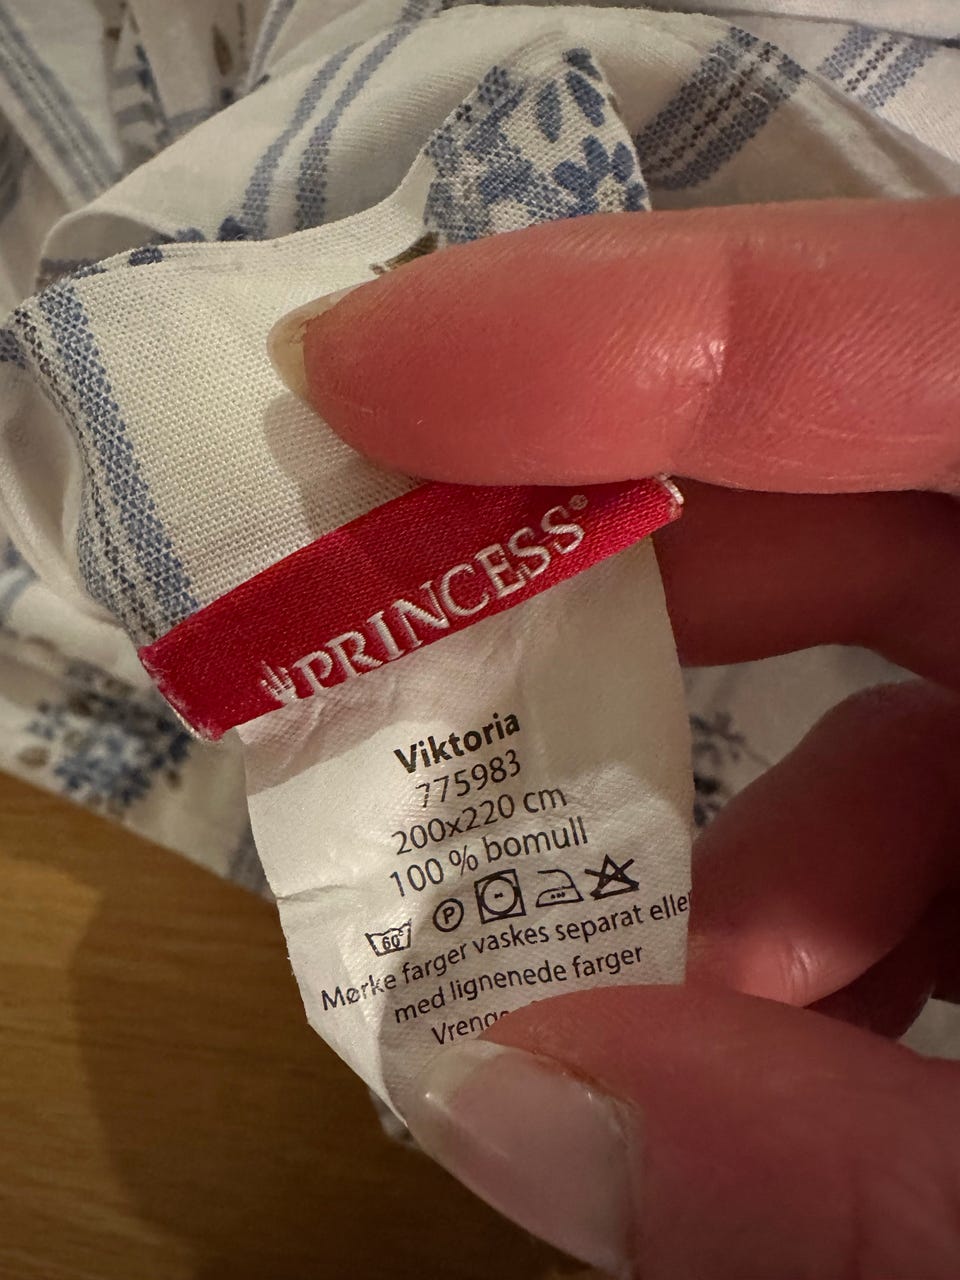 PRINCESS®
Viktoria
775983
200x220 cm
100 % bomull
60° P
Mørke farger vaskes separat eller
med lignenede farger